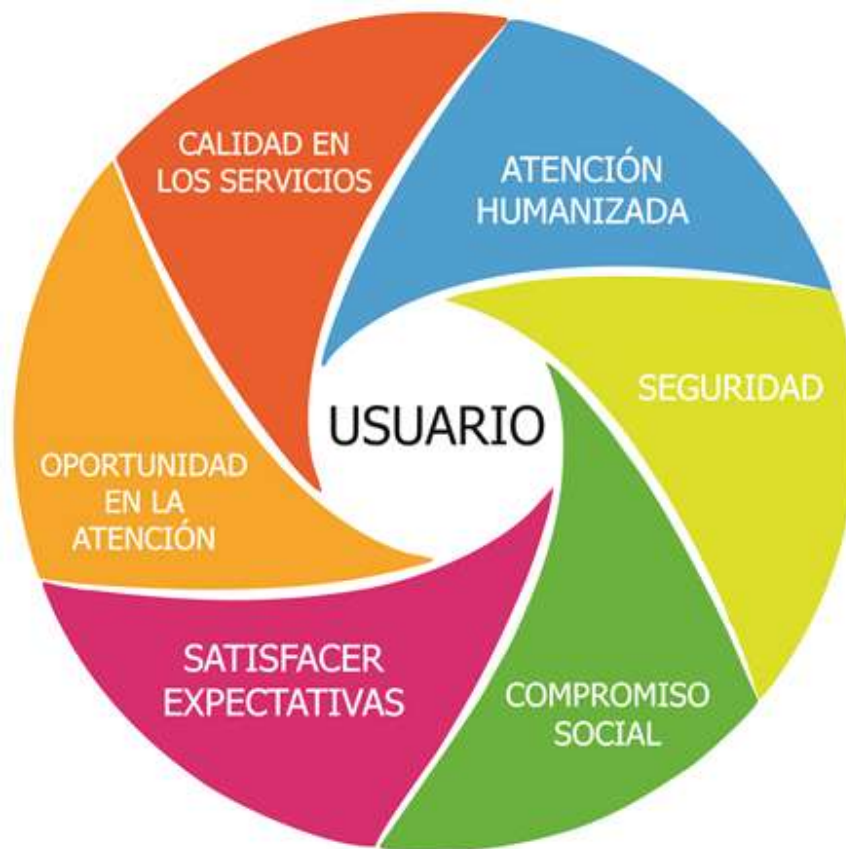 CALIDAD EN
LOS SERVICIOS
ATENCIÓN
HUMANIZADA
SEGURIDAD
COMPROMISO
SOCIAL
SATISFACER
EXPECTATIVAS
OPORTUNIDAD
EN LA
ATENCIÓN
USUARIO